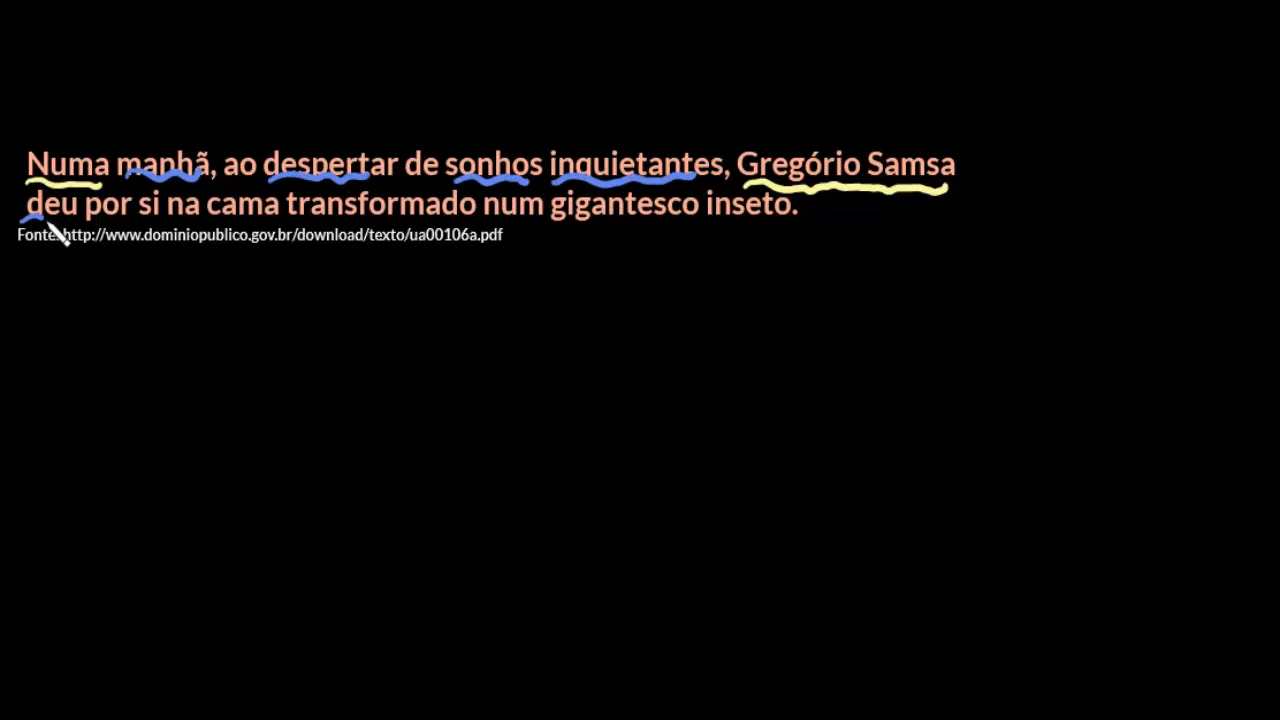 Numa manhã, ao despertar de sonhos inquietantes, Gregório Samsa
deu por si na cama transformado num gigantesco inseto.
Fonte: http://www.dominiopublico.gov.br/download/texto/ua00106a.pdf